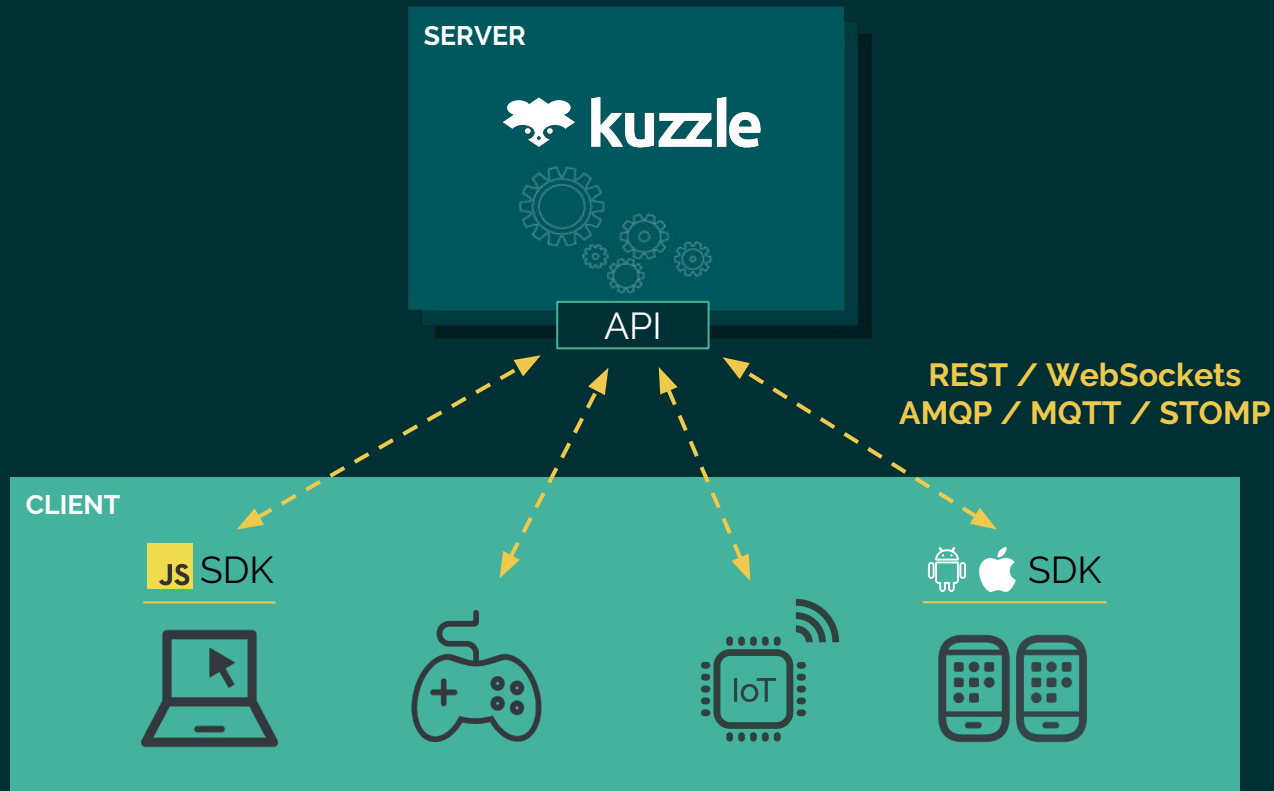 SERVER
kuzzle
API
REST / WebSockets
AMQP / MQTT / STOMP
CLIENT
JS SDK
SDK
IoT